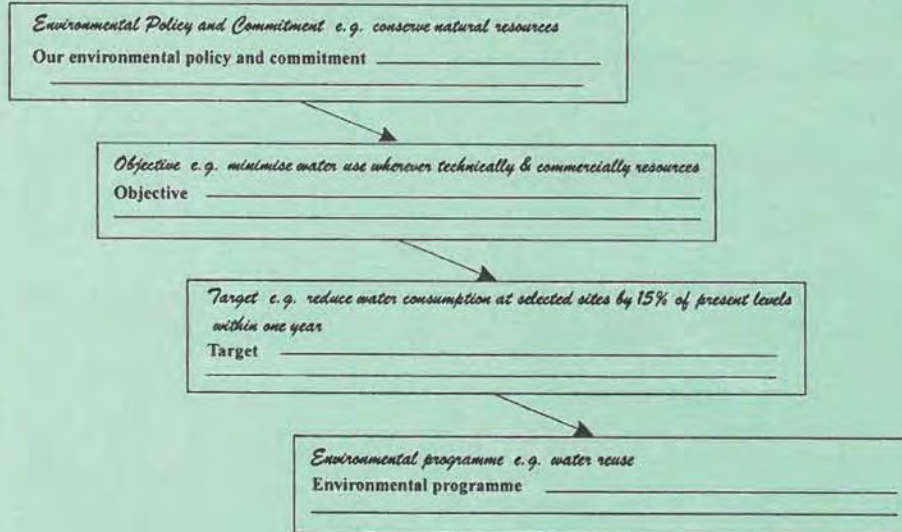 Environmental Policy and Commitment e.g. conserve natural resources
Our environmental policy and commitment
Objective e.g. minimise water use wherever technically & commercially resources
Objective
Target e.g. reduce water consumption at selected sites by 15% of present levels
within one year
Target
Environmental programme e.g. water reuse
Environmental programme